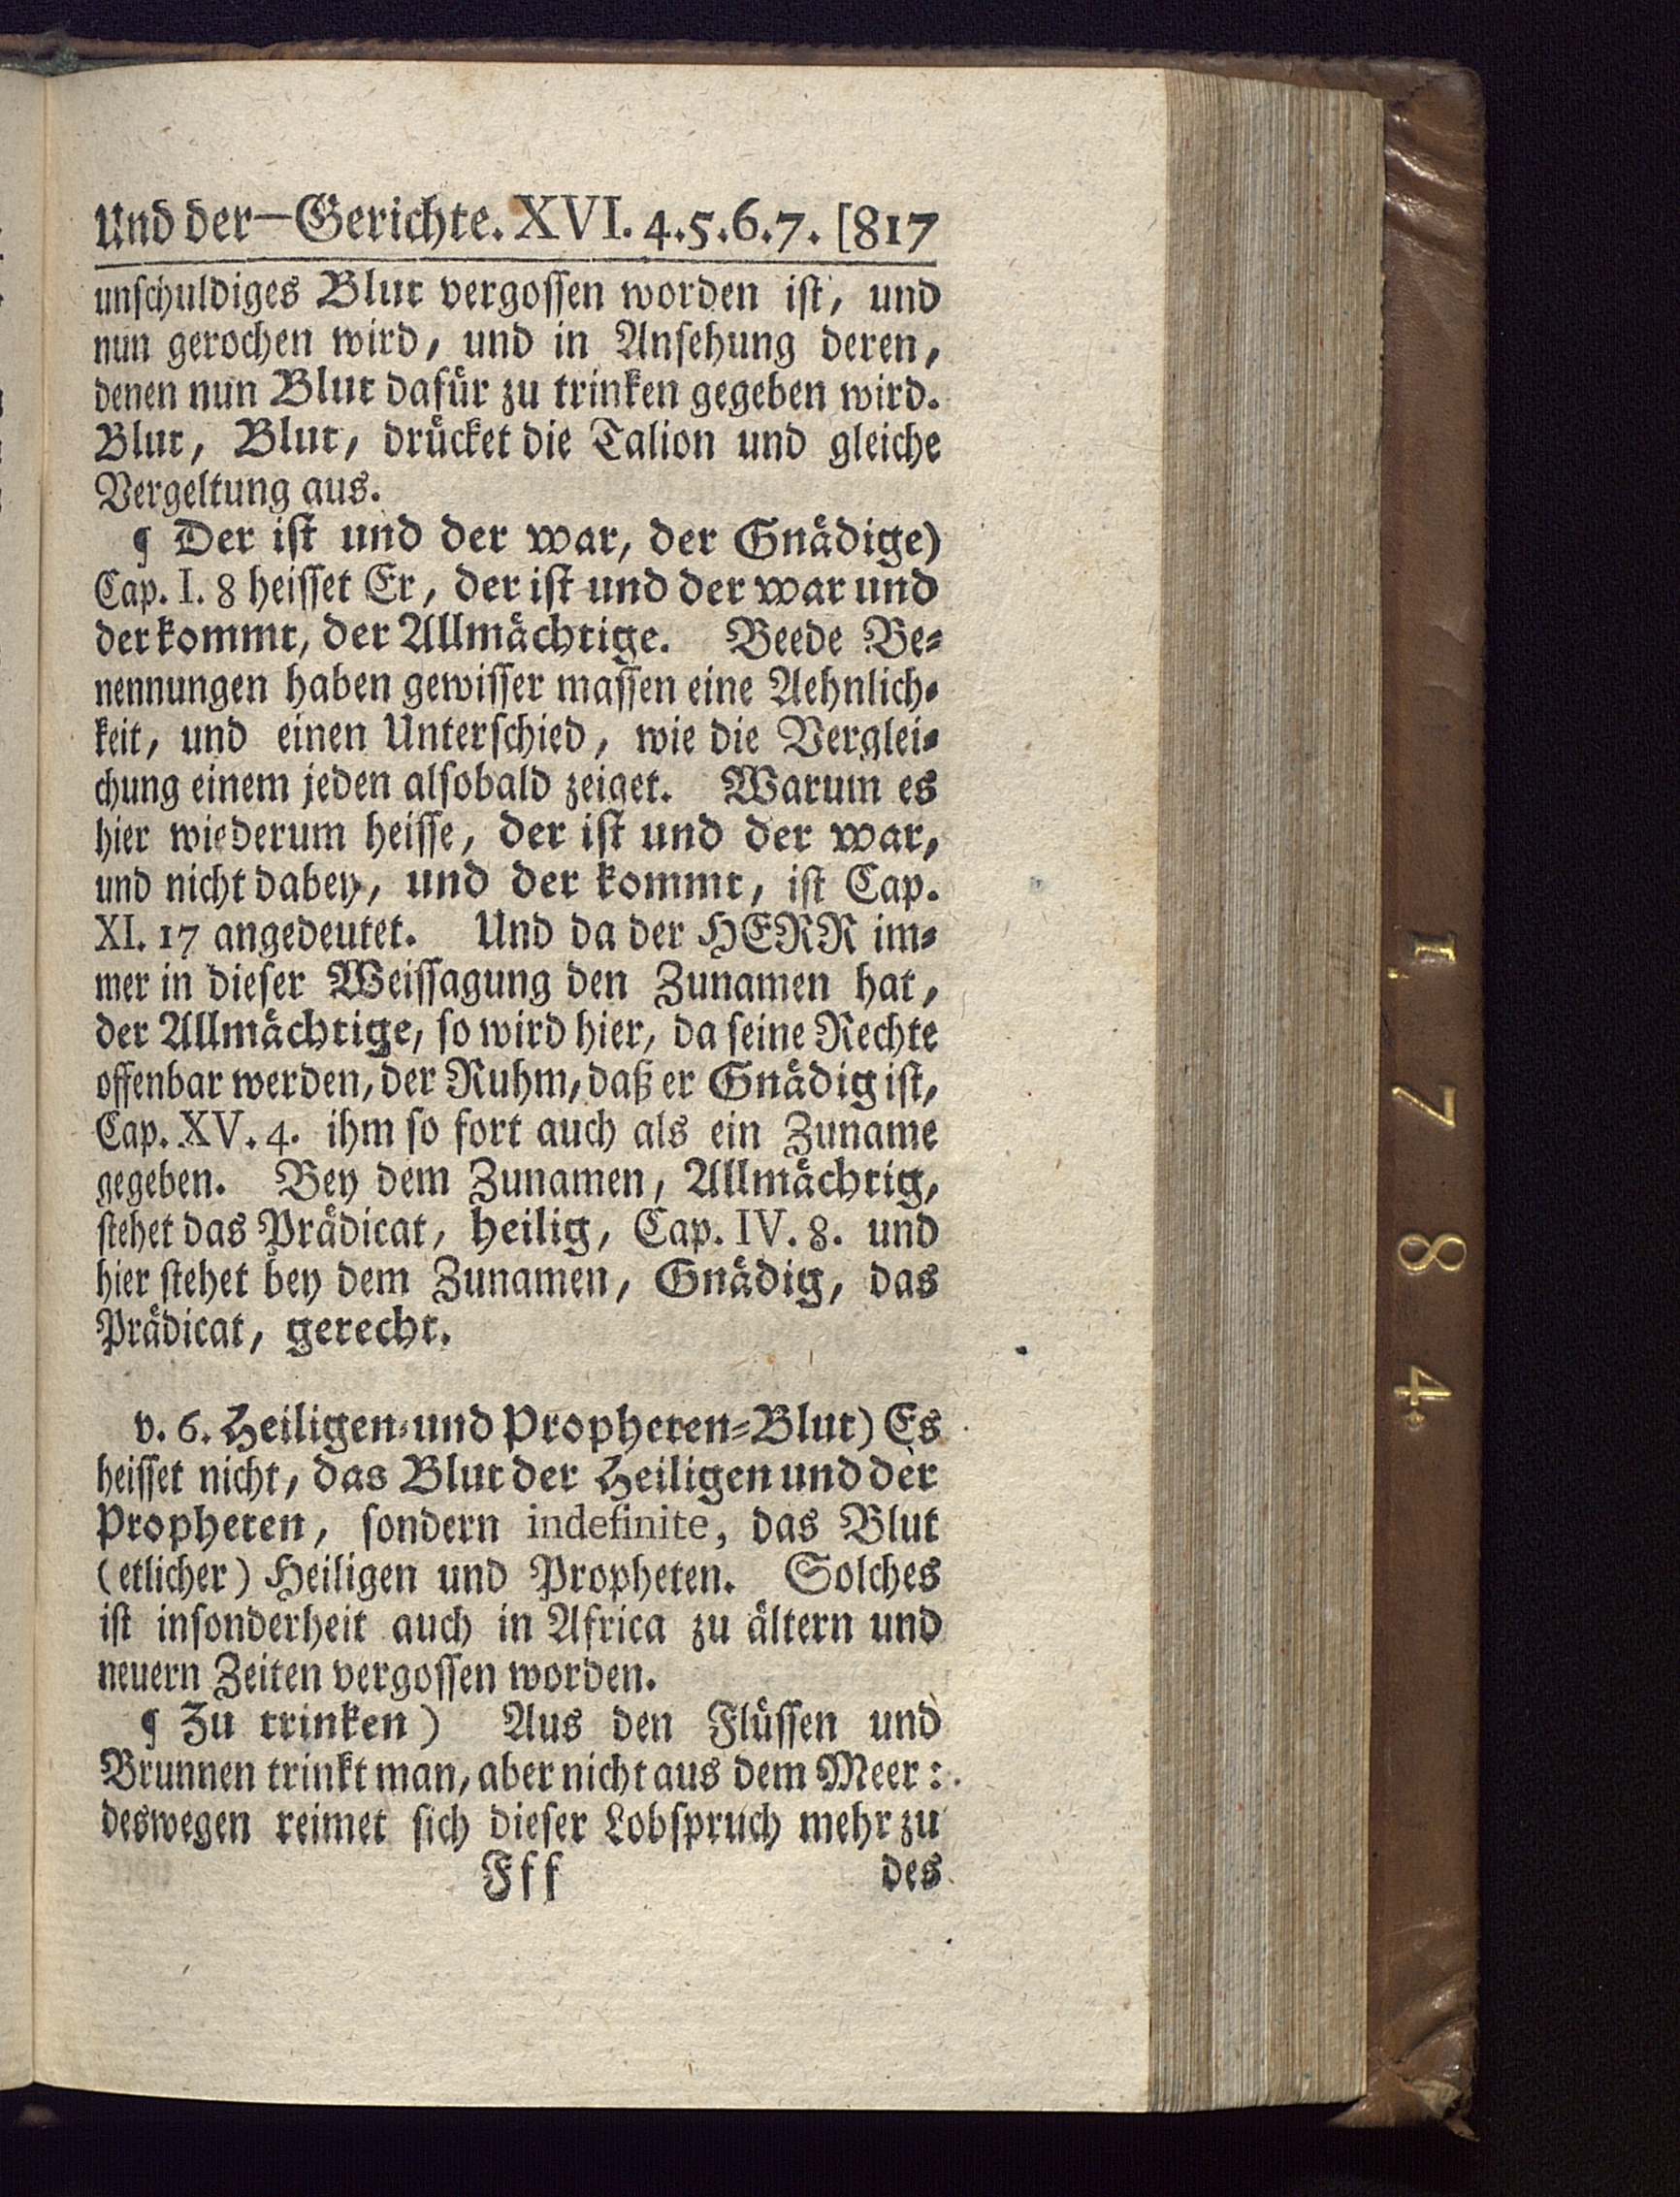 Und der—Gerichte. XVI. 4.5.6.7. [817
unschuldiges Blut vergossen worden ist, und
nun gerochen wird, und in Ansehung deren,
denen nun Blut dafür zu trinken gegeben wird.
Blut, Blut, drücket die Talion und gleiche
Vergeltung aus.
¶ Der ist und der war, der Gnädige)
Cap. I. 8 heisset Er, der ist und der war und
der kommt, der Allmächtige. Beede Be-
nennungen haben gewisser massen eine Aehnlich-
keit, und einen Unterschied, wie die Verglei-
chung einem jeden alsobald zeiget. Warum es
hier wiederum heisse, der ist und der war,
und nicht dabey, und der kommt, ist Cap.
XI. 17 angedeutet. Und da der HERR im-
mer in dieser Weissagung den Zunamen hat,
der Allmächtige, so wird hier, da seine Rechte
offenbar werden, der Ruhm, daß er Gnädig ist,
Cap. XV. 4. ihm so fort auch als ein Zuname
gegeben. Bey dem Zunamen, Allmächtig,
stehet das Prädicat, heilig, Cap. IV. 8. und
hier stehet bey dem Zunamen, Gnädig, das
Prädicat, gerecht.
v. 6. Heiligen- und Propheten-Blut) Es
heisset nicht, das Blut der Heiligen und der
Propheten, sondern indefinite, das Blut
(etlicher) Heiligen und Propheten. Solches
ist insonderheit auch in Africa zu ältern und
neuern Zeiten vergossen worden.
¶ Zu trinken) Aus den Flüssen und
Brunnen trinkt man, aber nicht aus dem Meer:
deswegen reimet sich dieser Lobspruch mehr zu
Fff des
1784